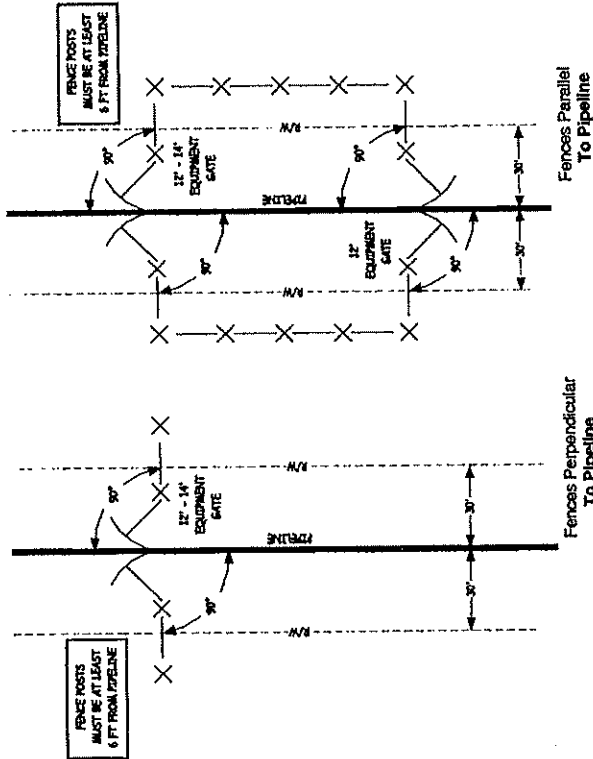 FENCE POSTS
MUST BE AT LEAST
6 FT FROM PIPELINE
90°
12' - 14'
EQUIPMENT
GATE
90°
R/W
PIPELINE
R/W
30'
30'
Fences Perpendicular
To Pipeline
FENCE POSTS
MUST BE AT LEAST
6 FT FROM PIPELINE
90°
12' - 14'
EQUIPMENT
GATE
90°
R/W
PIPELINE
R/W
90°
12'
EQUIPMENT
GATE
90°
30'
30'
Fences Parallel
To Pipeline